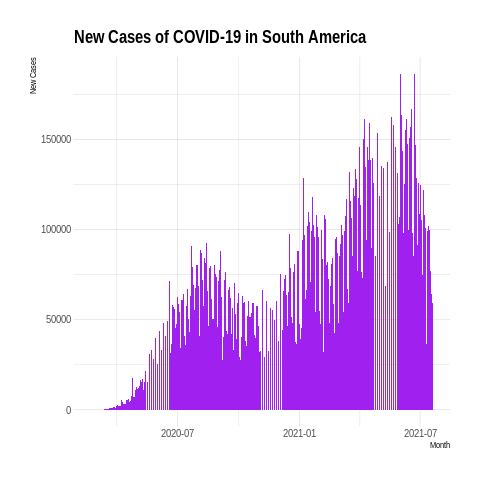 New Cases of COVID-19 in South America
New Cases
150000
100000
50000
0
2020-07
2021-01
2021-07
Month